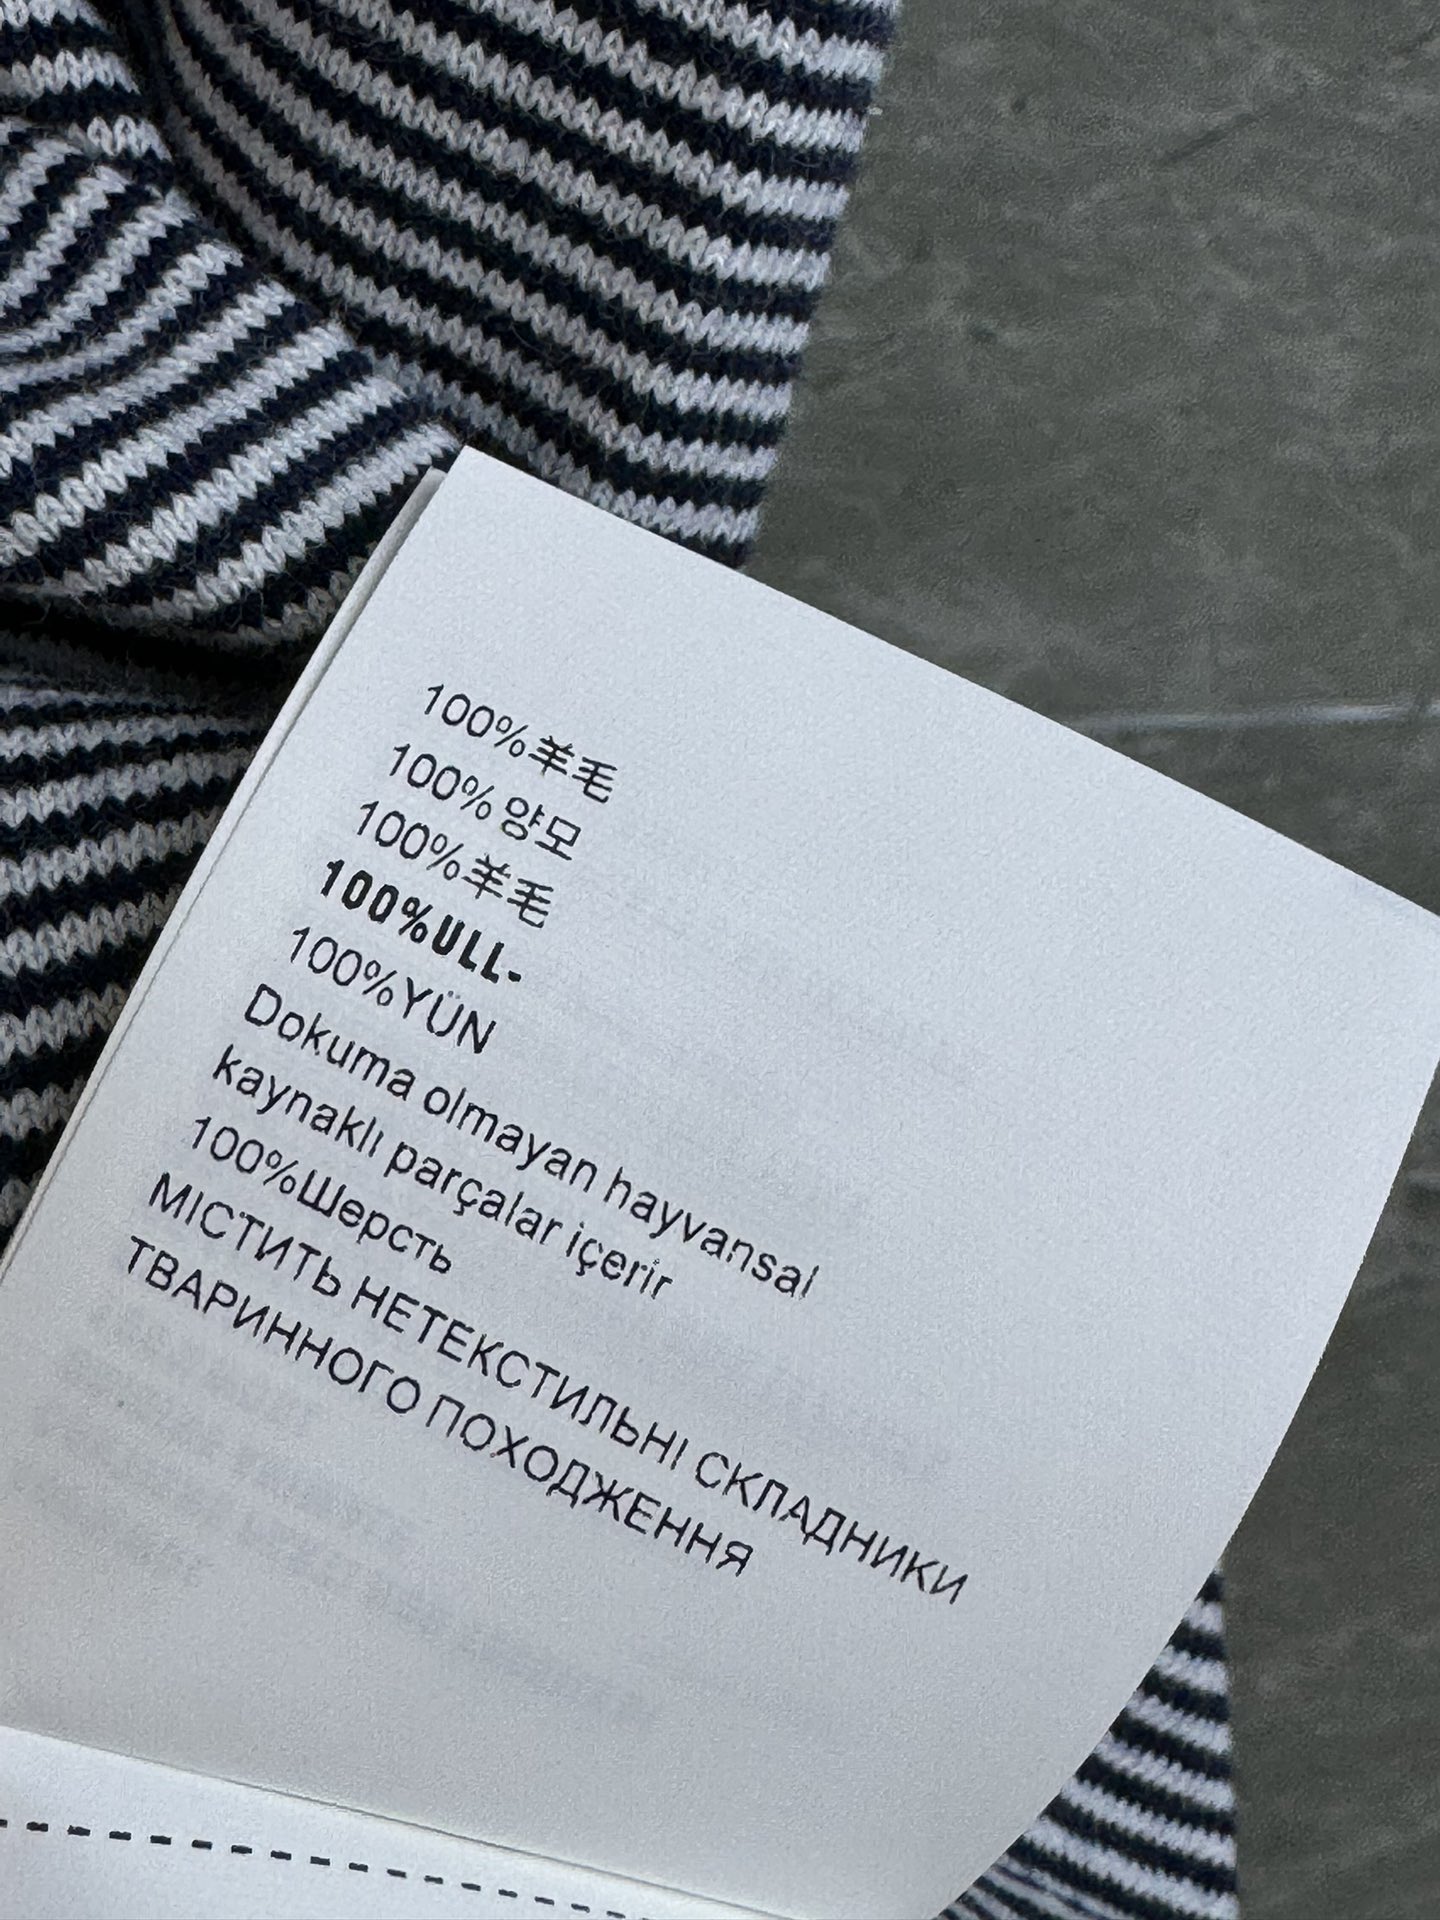 100%羊毛
100%양모
100%羊毛
100%ULL-
100%YÜN
Dokuma olmayan hayvansal
kaynaklı parçalar içerir
100%Шерсть
МІСТИТЬ НЕТЕКСТИЛЬНІ СКЛАДНИКИ
ТВАРИННОГО ПОХОДЖЕННЯ